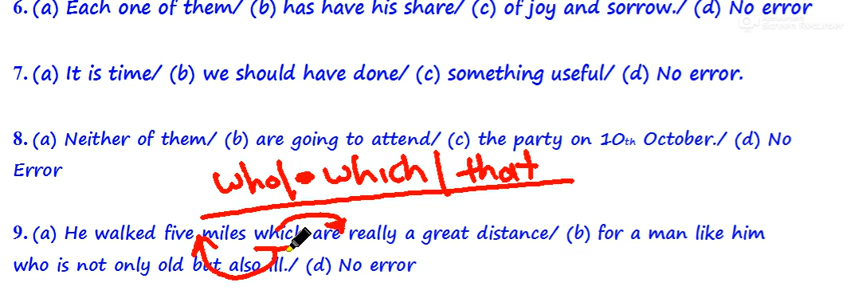 6. (a) Each one of them/ (b) has have his share/ (c) of joy and sorrow./ (d) No error
Screen Recorder
7. (a) It is time/ (b) we should have done/ (c) something useful/ (d) No error.
8. (a) Neither of them/ (b) are going to attend/ (c) the party on 10th October./ (d) No
Error
who/ which/that
9. (a) He walked five miles which are really a great distance/ (b) for a man like him
who is not only old but also ill./ (d) No error